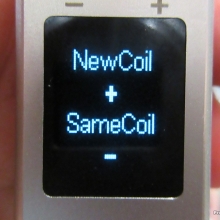 − +
NewCoil
+
SameCoil
-